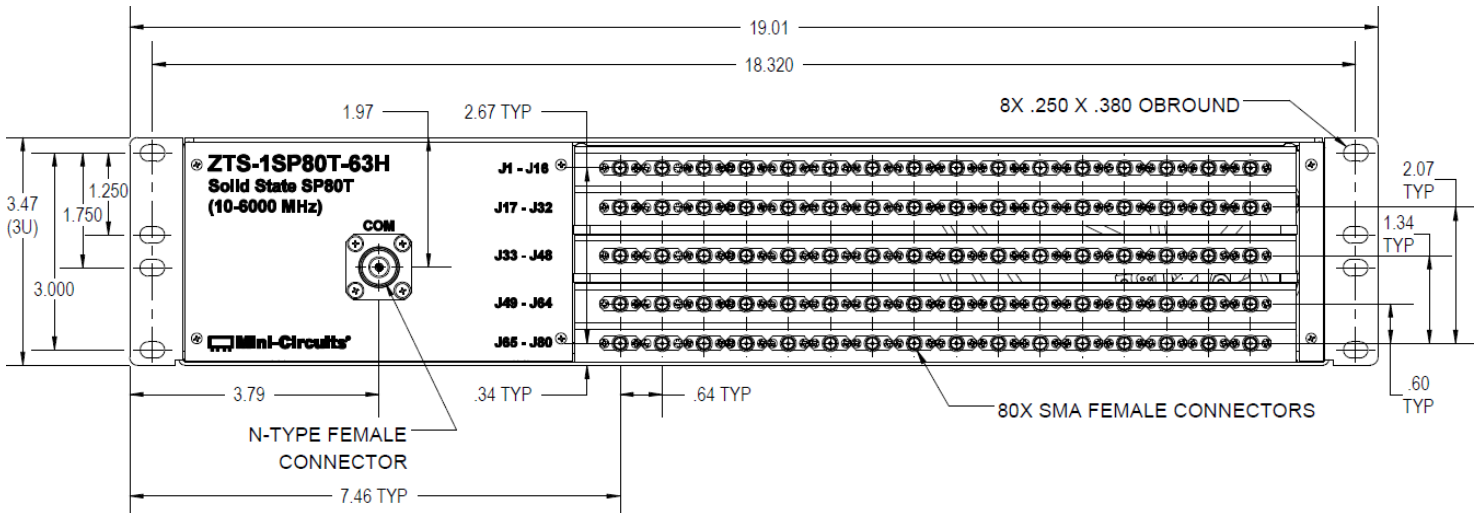 19.01
18.320
1.97
2.67 TYP
8X .250 X .380 OBROUND
ZTS-1SP80T-63H
Solid State SP80T
(10-6000 MHz)
COM
J1 - J16
J17 - J32
J33 - J48
J49 - J64
J65 - J80
Mini-Circuits®
3.47
(3U)
1.250
1.750
3.000
2.07
TYP
1.34
TYP
.60
TYP
3.79
.34 TYP
.64 TYP
80X SMA FEMALE CONNECTORS
N-TYPE FEMALE
CONNECTOR
7.46 TYP